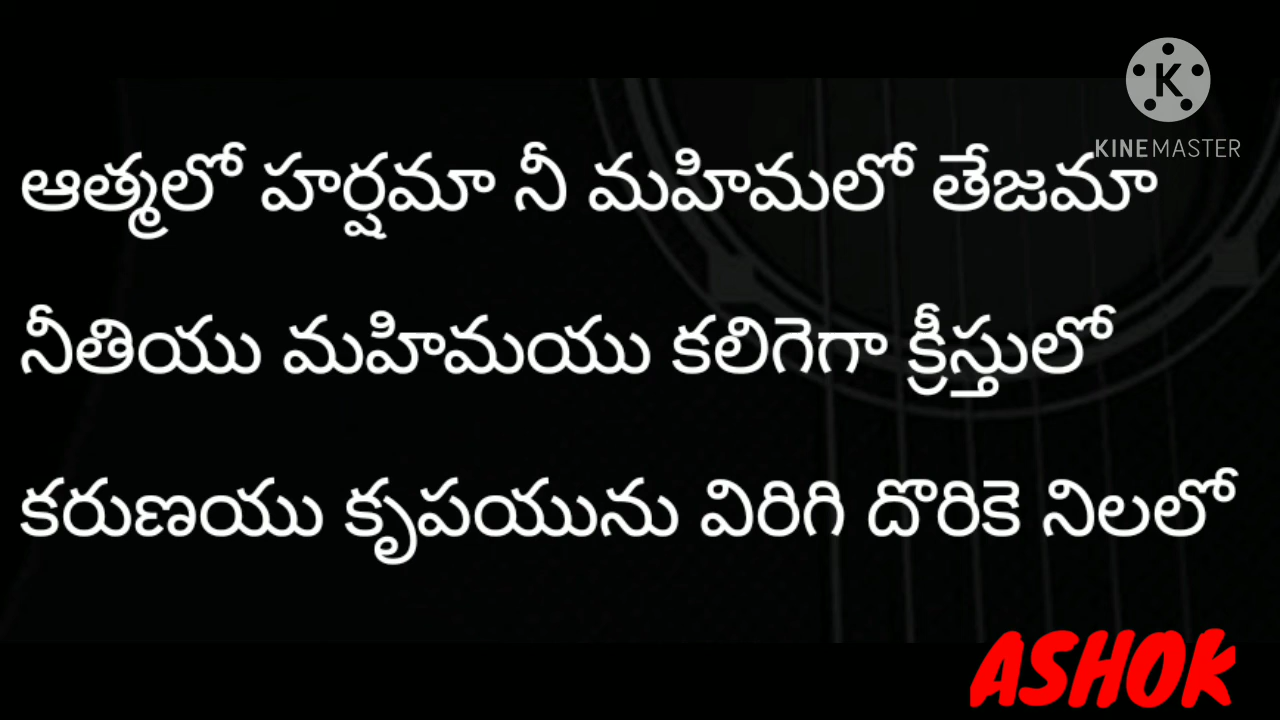 KINEMASTER
ఆత్మలో హర్షమా నీ మహిమలో తేజమా
నీతియు మహిమయు కలిగెగా క్రీస్తులో
కరుణయు కృపయును విరిగి దొరికె నిలలో
ASHOK